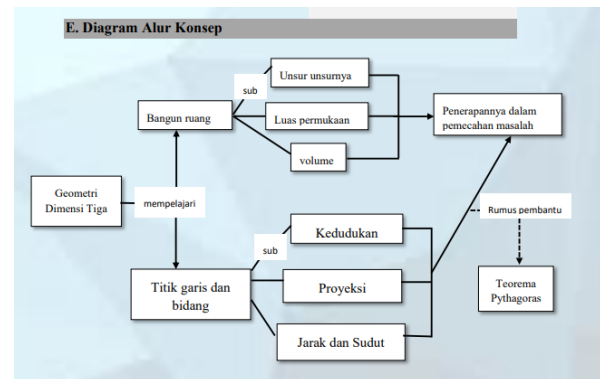 E. Diagram Alur Konsep
Unsur unsurnya
sub
Bangun ruang
Luas permukaan
Penerapannya dalam
pemecahan masalah
volume
Geometri
Dimensi Tiga
mempelajari
Rumus pembantu
Kedudukan
sub
Titik garis dan
bidang
Proyeksi
Teorema
Pythagoras
Jarak dan Sudut